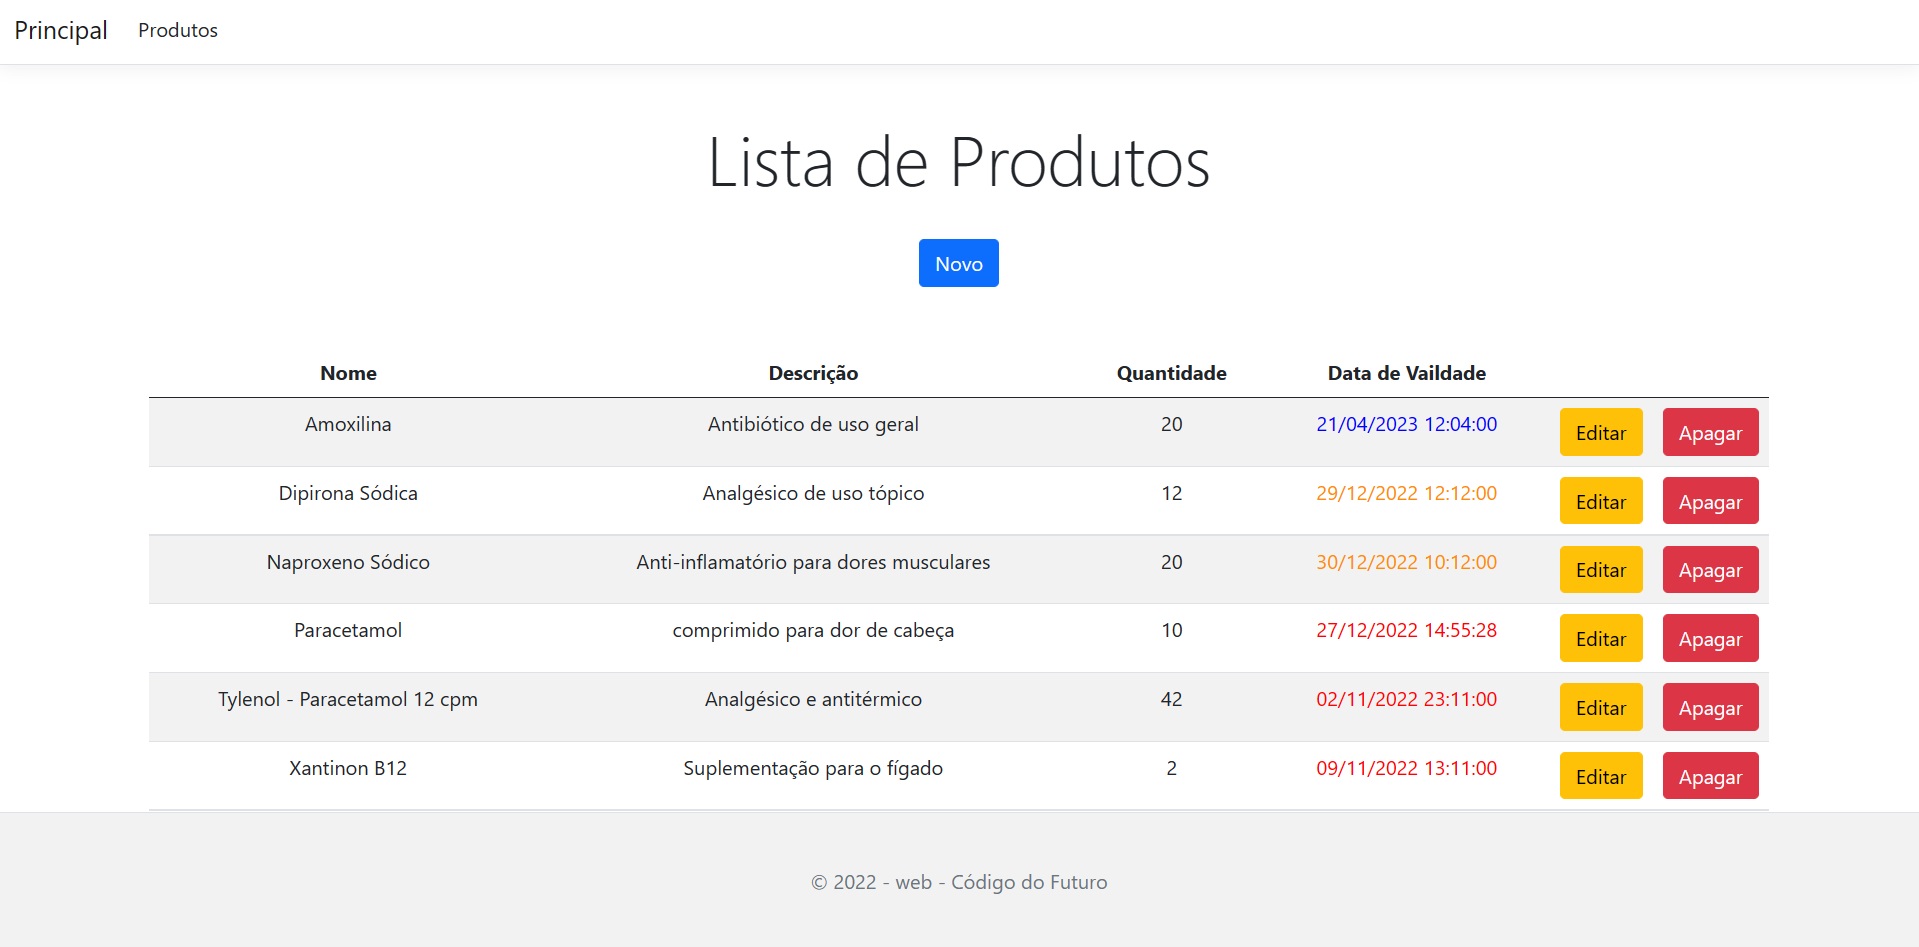 Principal Produtos
Lista de Produtos
Novo
Nome Descrição Quantidade Data de Vaildade
Amoxilina Antibiótico de uso geral 20 21/04/2023 12:04:00 Editar Apagar
Dipirona Sódica Analgésico de uso tópico 12 29/12/2022 12:12:00 Editar Apagar
Naproxeno Sódico Anti-inflamatório para dores musculares 20 30/12/2022 10:12:00 Editar Apagar
Paracetamol comprimido para dor de cabeça 10 27/12/2022 14:55:28 Editar Apagar
Tylenol - Paracetamol 12 cpm Analgésico e antitérmico 42 02/11/2022 23:11:00 Editar Apagar
Xantinon B12 Suplementação para o fígado 2 09/11/2022 13:11:00 Editar Apagar
© 2022 - web - Código do Futuro